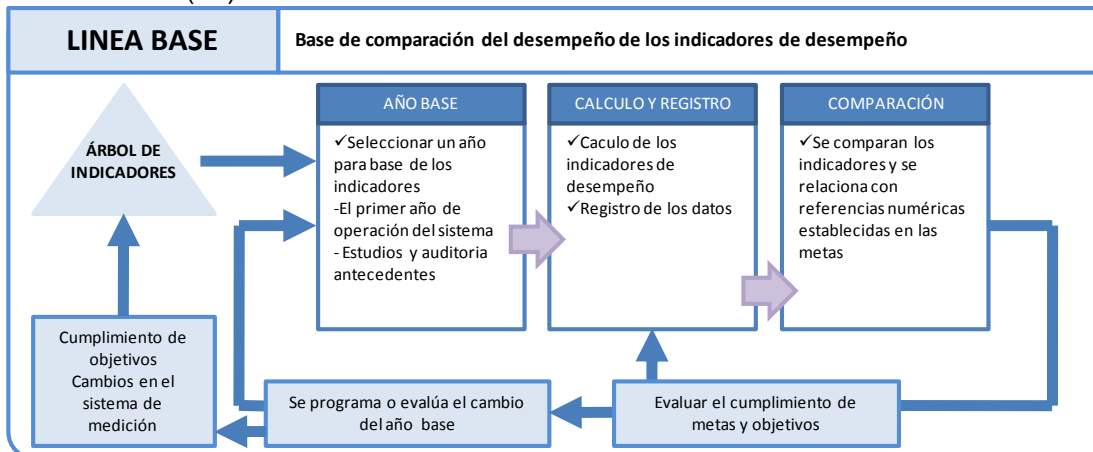 LINEA BASE
Base de comparación del desempeño de los indicadores de desempeño
ÁRBOL DE
INDICADORES
AÑO BASE
✓Seleccionar un año
para base de los
indicadores
-El primer año de
operación del sistema
- Estudios y auditoria
antecedentes
CALCULO Y REGISTRO
✓Caculo de los
indicadores de
desempeño
✓Registro de los datos
COMPARACIÓN
✓Se comparan los
indicadores y se
relaciona con
referencias numéricas
establecidas en las
metas
Cumplimiento de
objetivos
Cambios en el
sistema de
medición
Se programa o evalúa el cambio
del año base
Evaluar el cumplimiento de
metas y objetivos